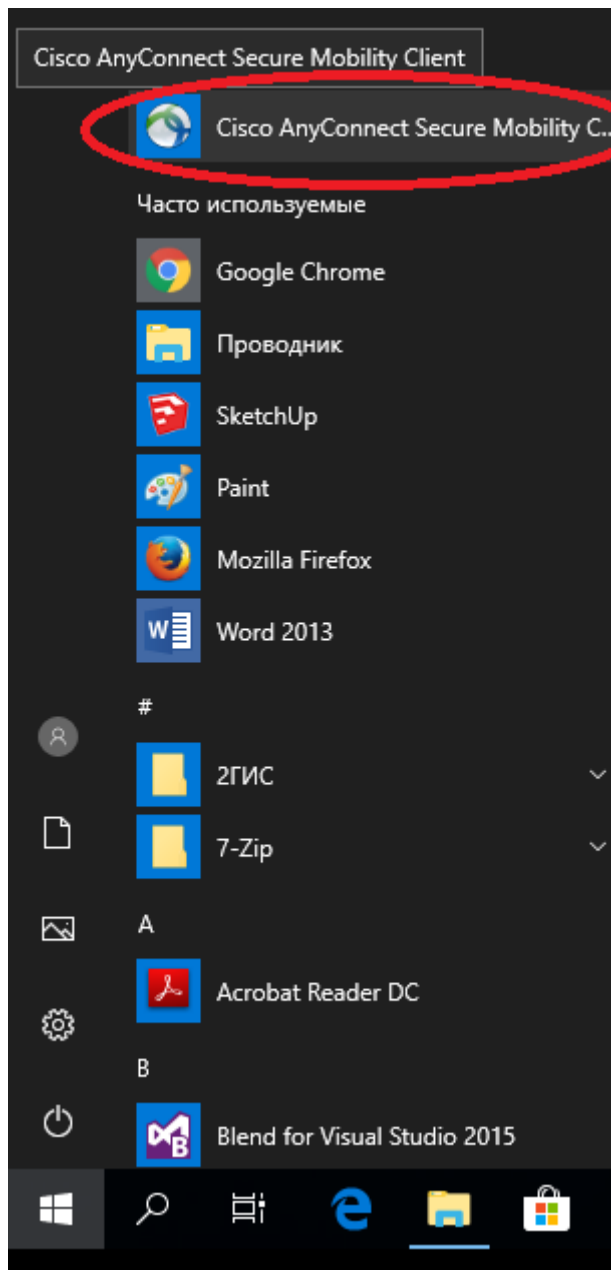 Cisco AnyConnect Secure Mobility Client
Cisco AnyConnect Secure Mobility C...
Часто используемые
Google Chrome
Проводник
SketchUp
Paint
Mozilla Firefox
Word 2013
#
2ГИС
7-Zip
A
Acrobat Reader DC
B
Blend for Visual Studio 2015